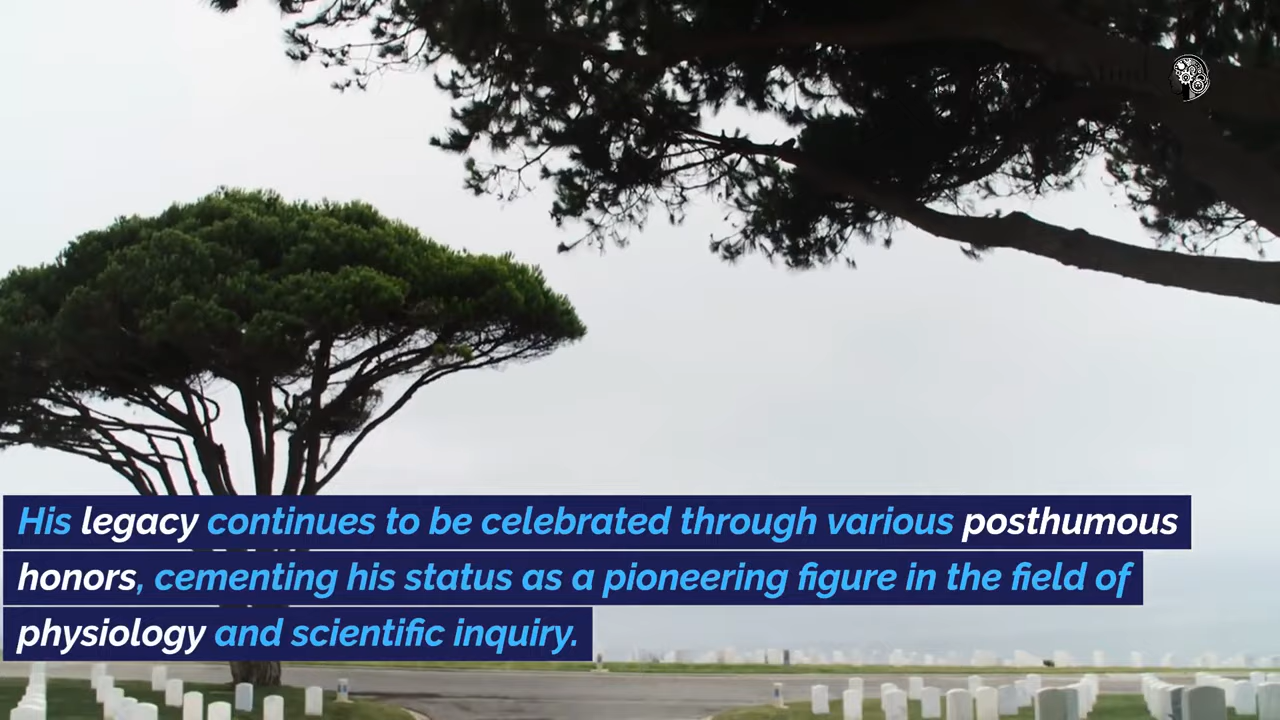 His legacy continues to be celebrated through various posthumous
honors, cementing his status as a pioneering figure in the field of
physiology and scientific inquiry.